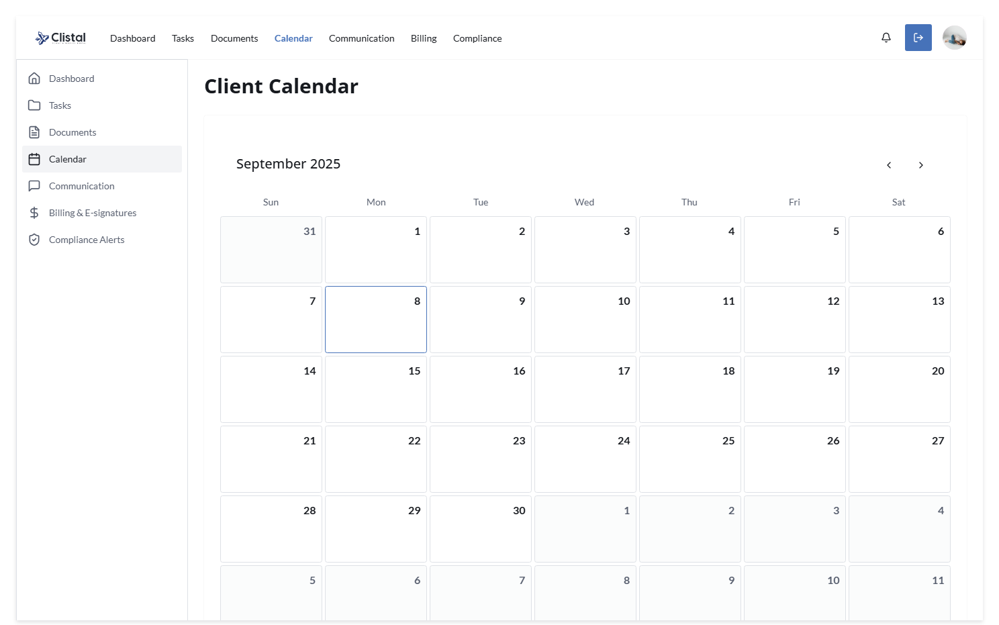 Clistal
Dashboard Tasks Documents Calendar Communication Billing Compliance
Dashboard
Tasks
Documents
Calendar
Communication
Billing & E-signatures
Compliance Alerts
Client Calendar
September 2025
Sun Mon Tue Wed Thu Fri Sat
31 1 2 3 4 5 6
7 8 9 10 11 12 13
14 15 16 17 18 19 20
21 22 23 24 25 26 27
28 29 30 1 2 3 4
5 6 7 8 9 10 11